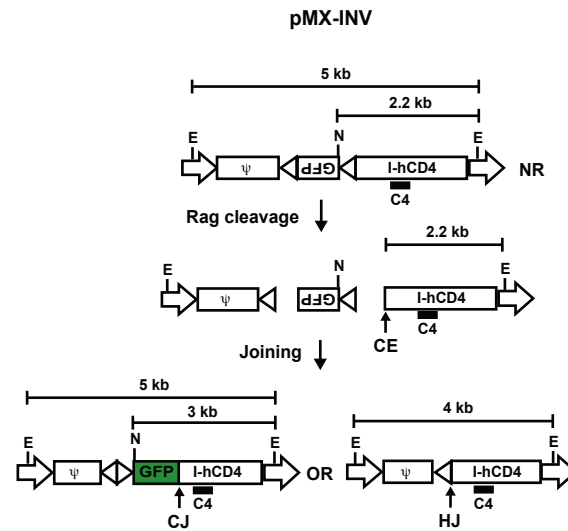 pMX-INV
5 kb
2.2 kb
E N E
ψ GFP I-hCD4 NR
C4
Rag cleavage
2.2 kb
E N E
ψ GFP I-hCD4
C4
CE
Joining
5 kb
3 kb
E N E
ψ GFP I-hCD4
C4
CJ
OR
4 kb
E E
ψ I-hCD4
C4
HJ